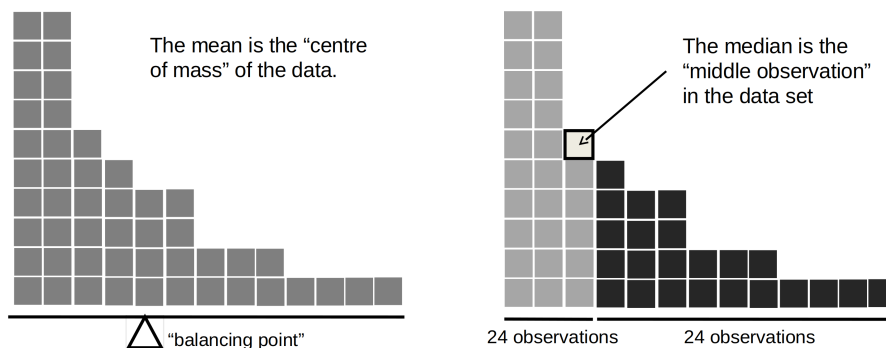 The mean is the “centre
of mass” of the data.
“balancing point”
The median is the
“middle observation”
in the data set
24 observations
24 observations